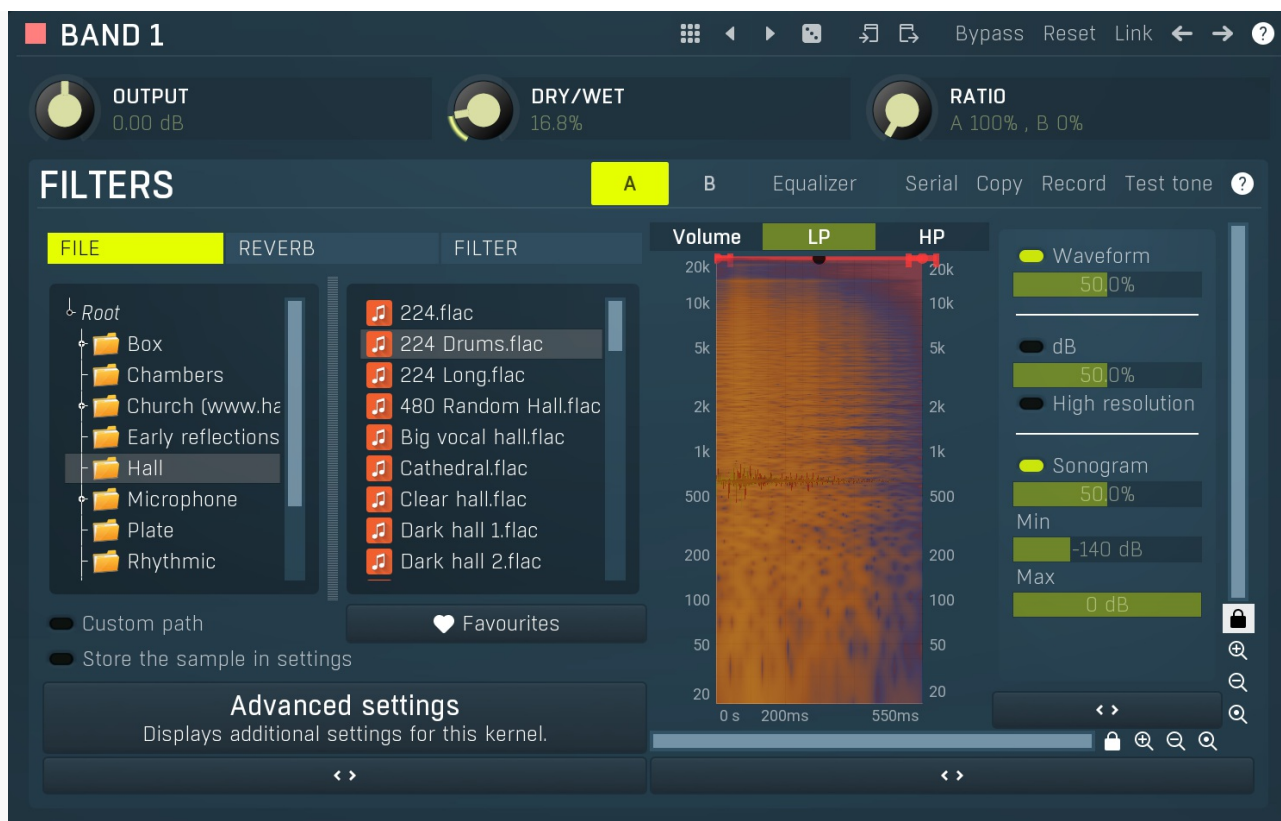 BAND 1
Bypass Reset Link ?
OUTPUT
0.00 dB
DRY/WET
16.8%
RATIO
A 100% , B 0%
FILTERS
A B Equalizer Serial Copy Record Test tone ?
FILE REVERB FILTER
Root
Box
Chambers
Church (www.ha
Early reflections
Hall
Microphone
Plate
Rhythmic
224.flac
224 Drums.flac
224 Long.flac
480 Random Hall.flac
Big vocal hall.flac
Cathedral.flac
Clear hall.flac
Dark hall 1.flac
Dark hall 2.flac
Custom path
Favourites
Store the sample in settings
Advanced settings
Displays additional settings for this kernel.
Volume LP HP
20k 20k
10k 10k
5k 5k
2k 2k
1k 1k
500 500
200 200
100 100
50 50
20 20
0 s 200ms 550ms
Waveform
50.0%
dB
50.0%
High resolution
Sonogram
50.0%
Min
-140 dB
Max
0 dB